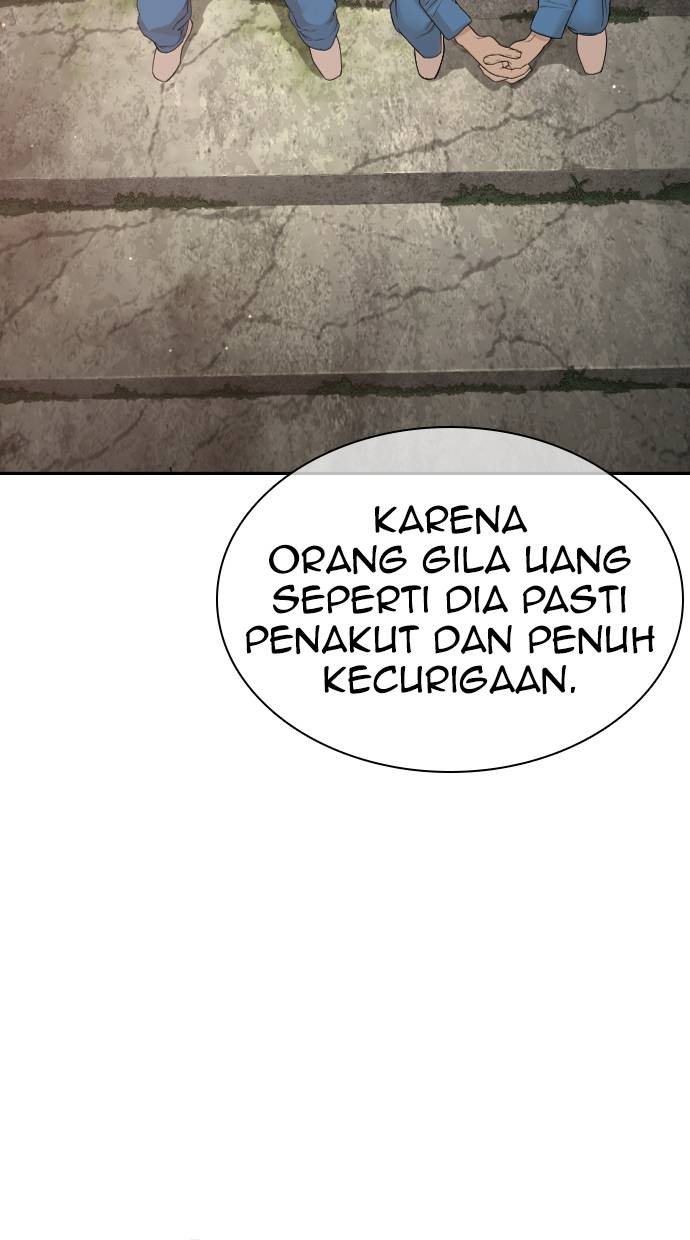 KARENA
ORANG GILA UANG
SEPERTI DIA PASTI
PENAKUT DAN PENUH
KECURIGAAN.